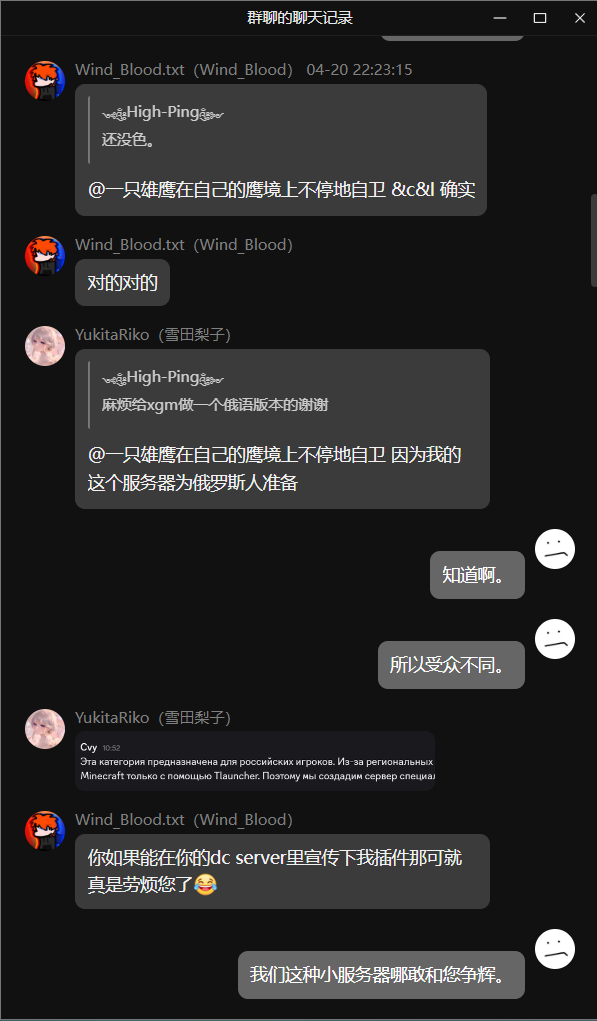 群聊的聊天记录
Wind_Blood.txt（Wind_Blood） 04-20 22:23:15
High-Ping
还没色。
@一只雄鹰在自己的鹰境上不停地自卫 &c&l 确实
Wind_Blood.txt（Wind_Blood）
对的对的
YukitaRiko（雪田梨子）
High-Ping
麻烦给xgm做一个俄语版本的谢谢
@一只雄鹰在自己的鹰境上不停地自卫 因为我的
这个服务器为俄罗斯人准备
知道啊。
所以受众不同。
YukitaRiko（雪田梨子）
Cvy 10:52
Эта категория предназначена для российских игроков. Из-за региональных
Minecraft только с помощью Tlauncher. Поэтому мы создадим сервер специал
Wind_Blood.txt（Wind_Blood）
你如果能在你的dc server里宣传下我插件那可就
真是劳烦您了😂
我们这种小服务器哪敢和您争辉。